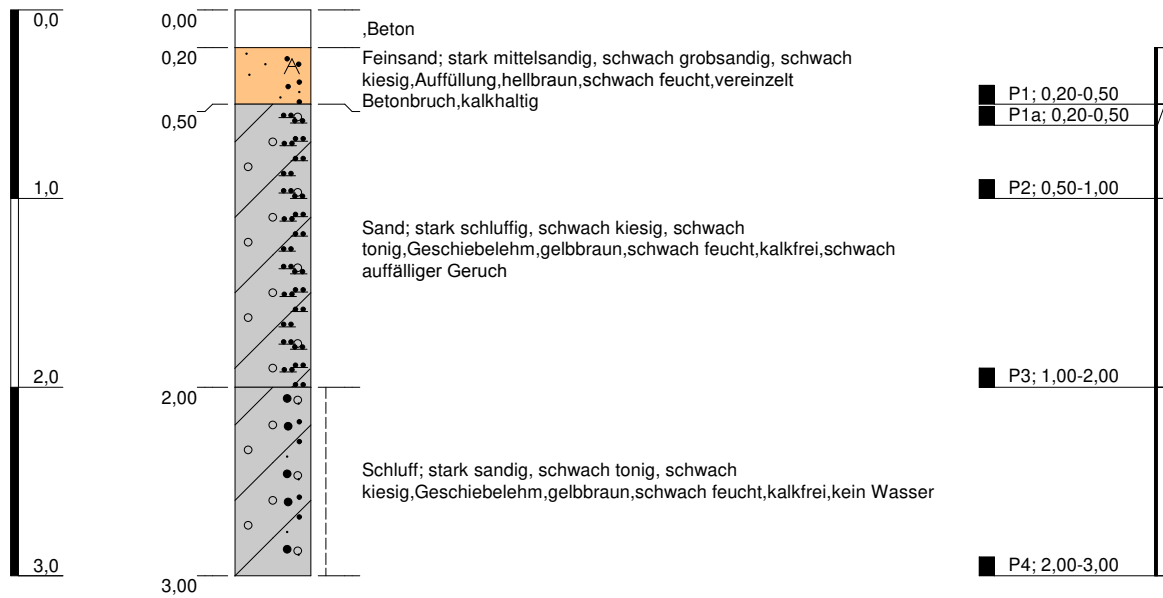 0,0
0,00
,Beton
0,20
Feinsand; stark mittelsandig, schwach grobsandig, schwach
kiesig,Auffüllung,hellbraun,schwach feucht,vereinzelt
Betonbruch,kalkhaltig
A
P1; 0,20-0,50
P1a; 0,20-0,50
0,50
1,0
P2; 0,50-1,00
Sand; stark schluffig, schwach kiesig, schwach
tonig,Geschiebelehm,gelbbraun,schwach feucht,kalkfrei,schwach
auffälliger Geruch
2,0
2,00
P3; 1,00-2,00
Schluff; stark sandig, schwach tonig, schwach
kiesig,Geschiebelehm,gelbbraun,schwach feucht,kalkfrei,kein Wasser
3,0
3,00
P4; 2,00-3,00